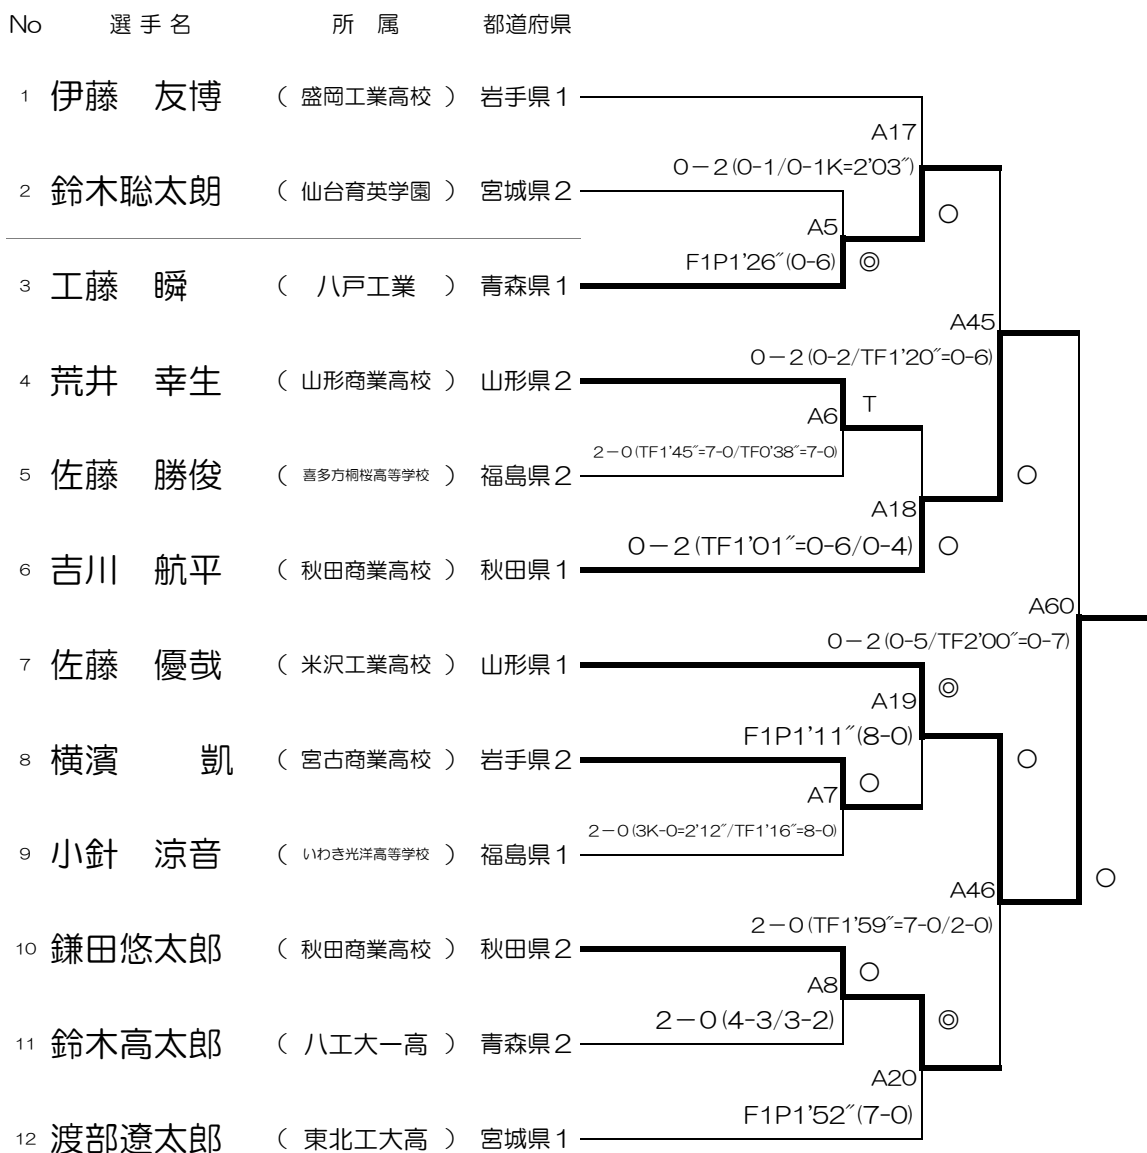 No 選手名 所属 都道府県
1 伊藤 友博 ( 盛岡工業高校 ) 岩手県1
A17
0-2(0-1/0-1K=2'03″)
2 鈴木聡太朗 ( 仙台育英学園 ) 宮城県2
○
A5
F1P1'26″(0-6) ◎
3 工藤 瞬 ( 八戸工業 ) 青森県1
A45
0-2(0-2/TF1'20″=0-6)
4 荒井 幸生 ( 山形商業高校 ) 山形県2
T
A6
2-0(TF1'45″=7-0/TF0'38″=7-0)
5 佐藤 勝俊 ( 喜多方桐桜高等学校 ) 福島県2
○
A18
0-2(TF1'01″=0-6/0-4) ○
6 吉川 航平 ( 秋田商業高校 ) 秋田県1
A60
0-2(0-5/TF2'00″=0-7)
7 佐藤 優哉 ( 米沢工業高校 ) 山形県1
◎
A19
F1P1'11″(8-0)
8 横濱 凱 ( 宮古商業高校 ) 岩手県2
○
○
A7
2-0(3K-0=2'12″/TF1'16″=8-0)
9 小針 涼音 ( いわき光洋高等学校 ) 福島県1
○
A46
2-0(TF1'59″=7-0/2-0)
10 鎌田悠太郎 ( 秋田商業高校 ) 秋田県2
○
A8
2-0(4-3/3-2) ◎
11 鈴木高太郎 ( 八工大一高 ) 青森県2
A20
F1P1'52″(7-0)
12 渡部遼太郎 ( 東北工大高 ) 宮城県1